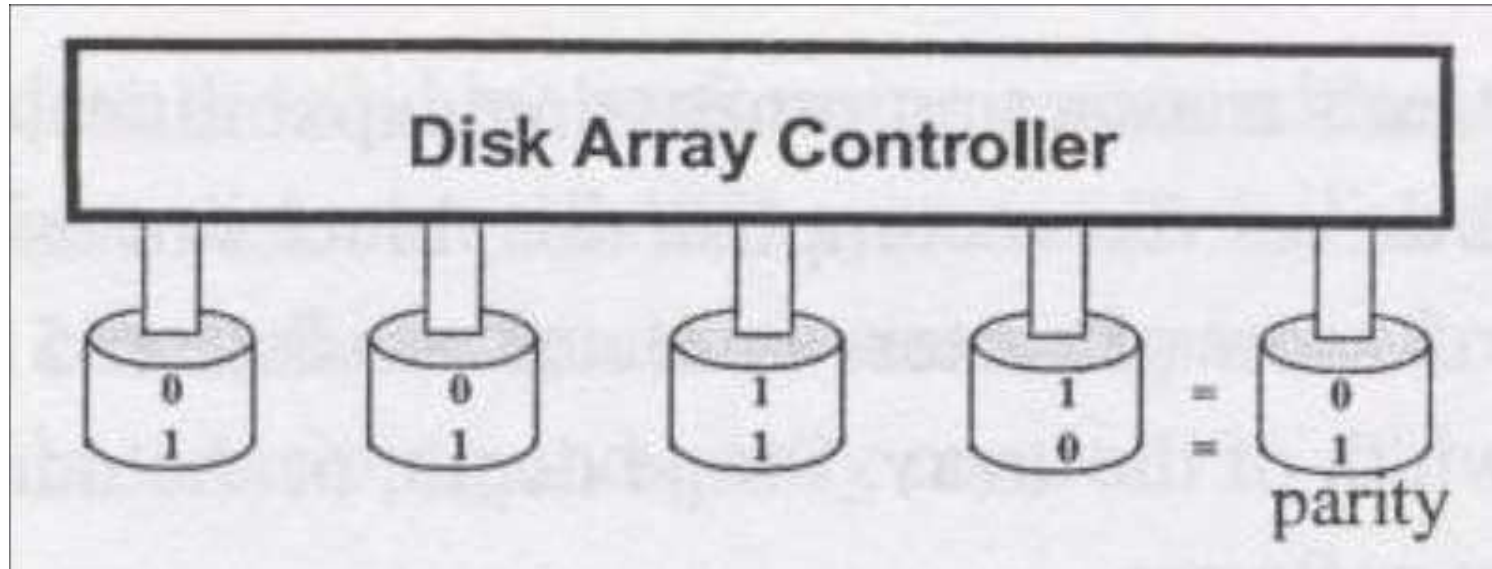 Disk Array Controller
0 0 1 1 = 0
1 1 1 0 = 1
parity